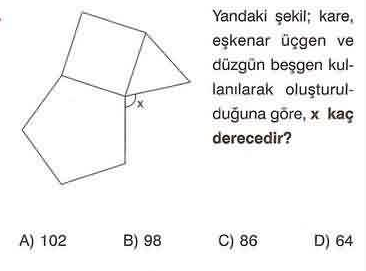 Yandaki şekil; kare,
eşkenar üçgen ve
düzgün beşgen kul-
lanılarak oluşturul-
duğuna göre, x kaç
derecedir?
x
A) 102 B) 98 C) 86 D) 64